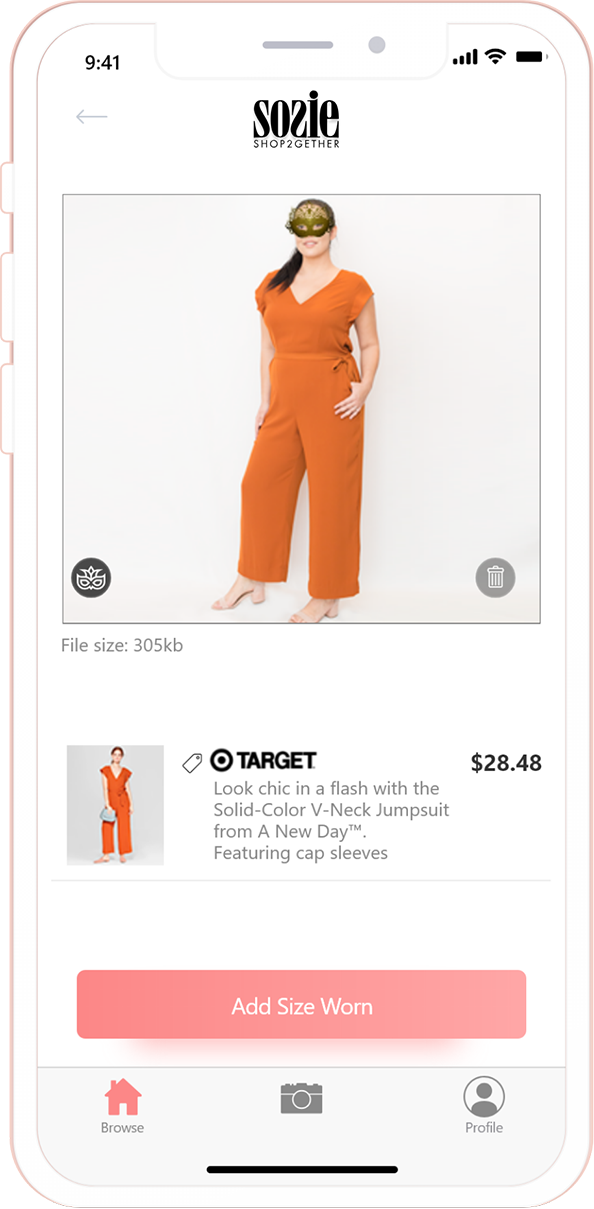 9:41
sozie
SHOP2GETHER
File size: 305kb
TARGET
$28.48
Look chic in a flash with the
Solid-Color V-Neck Jumpsuit
from A New Day™.
Featuring cap sleeves
Add Size Worn
Browse
Profile